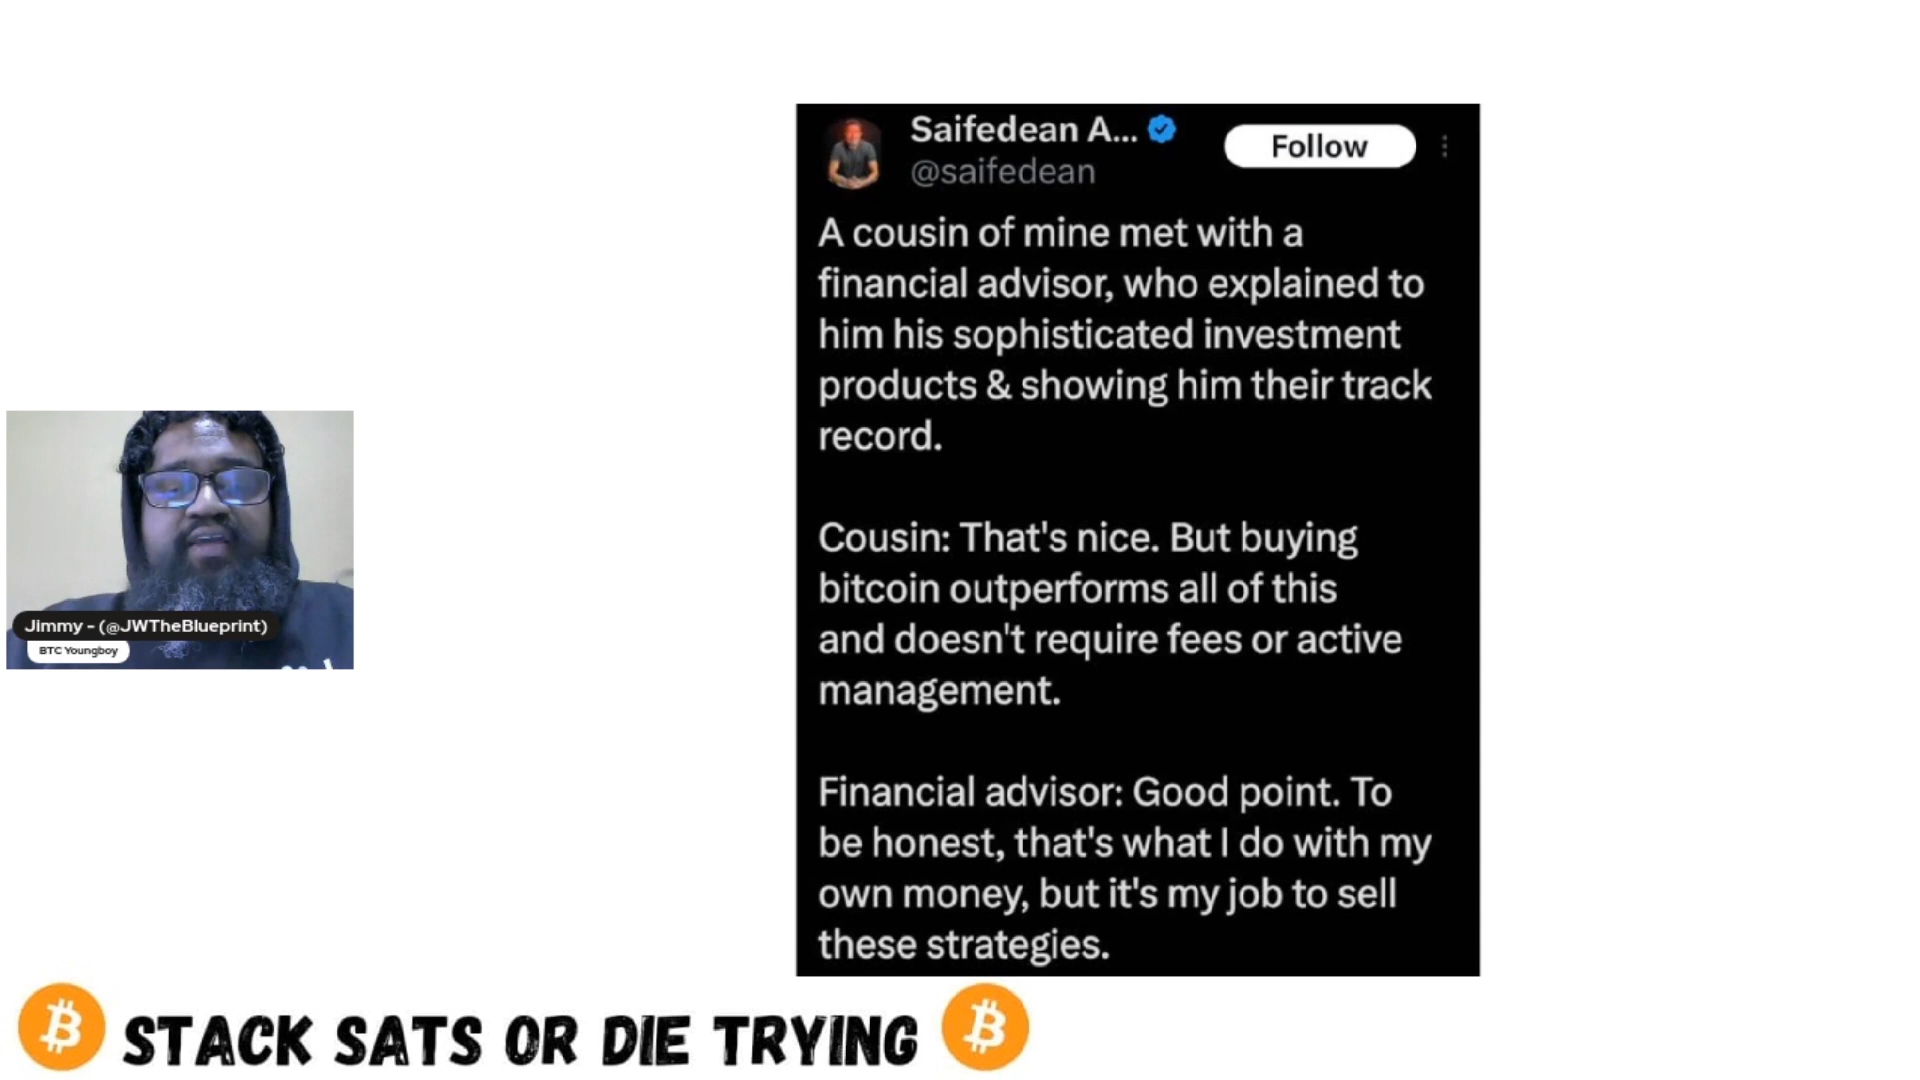 Saifedean A...
@saifedean
Follow
A cousin of mine met with a
financial advisor, who explained to
him his sophisticated investment
products & showing him their track
record.
Cousin: That's nice. But buying
bitcoin outperforms all of this
and doesn't require fees or active
management.
Financial advisor: Good point. To
be honest, that's what I do with my
own money, but it's my job to sell
these strategies.
Jimmy - (@JWTheBlueprint)
BTC Youngboy
STACK SATS OR DIE TRYING